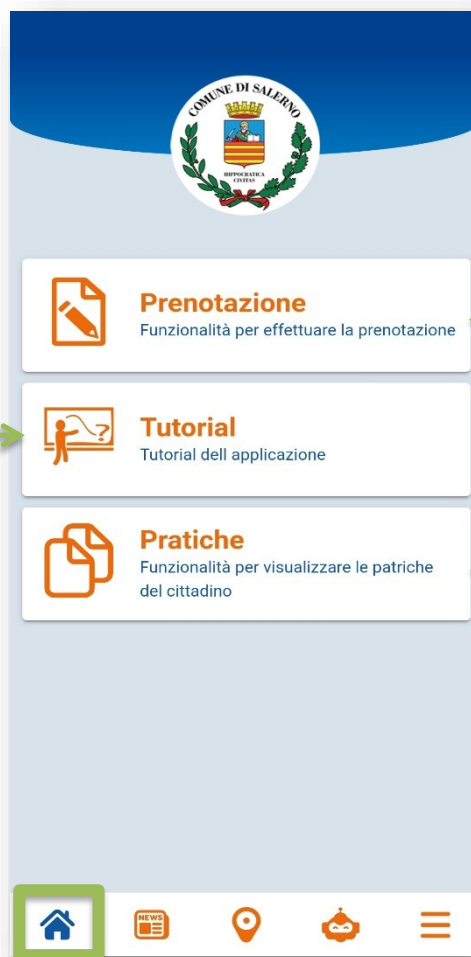 COMUNE DI SALERNO
HIPPOCRATICA
CIVITAS
Prenotazione
Funzionalità per effettuare la prenotazione
Tutorial
Tutorial dell applicazione
Pratiche
Funzionalità per visualizzare le patriche
del cittadino
NEWS